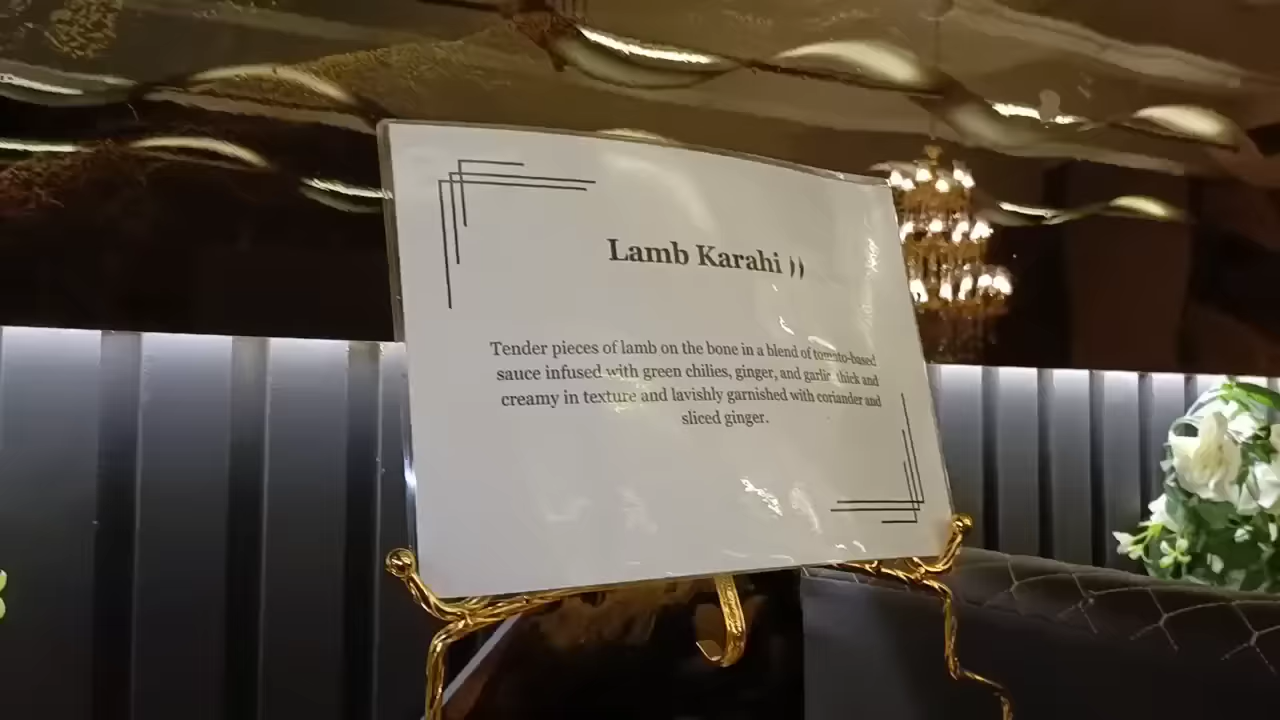 Lamb Karahi
Tender pieces of lamb on the bone in a blend of tomato-based
sauce infused with green chilies, ginger, and garlic thick and
creamy in texture and lavishly garnished with coriander and
sliced ginger.